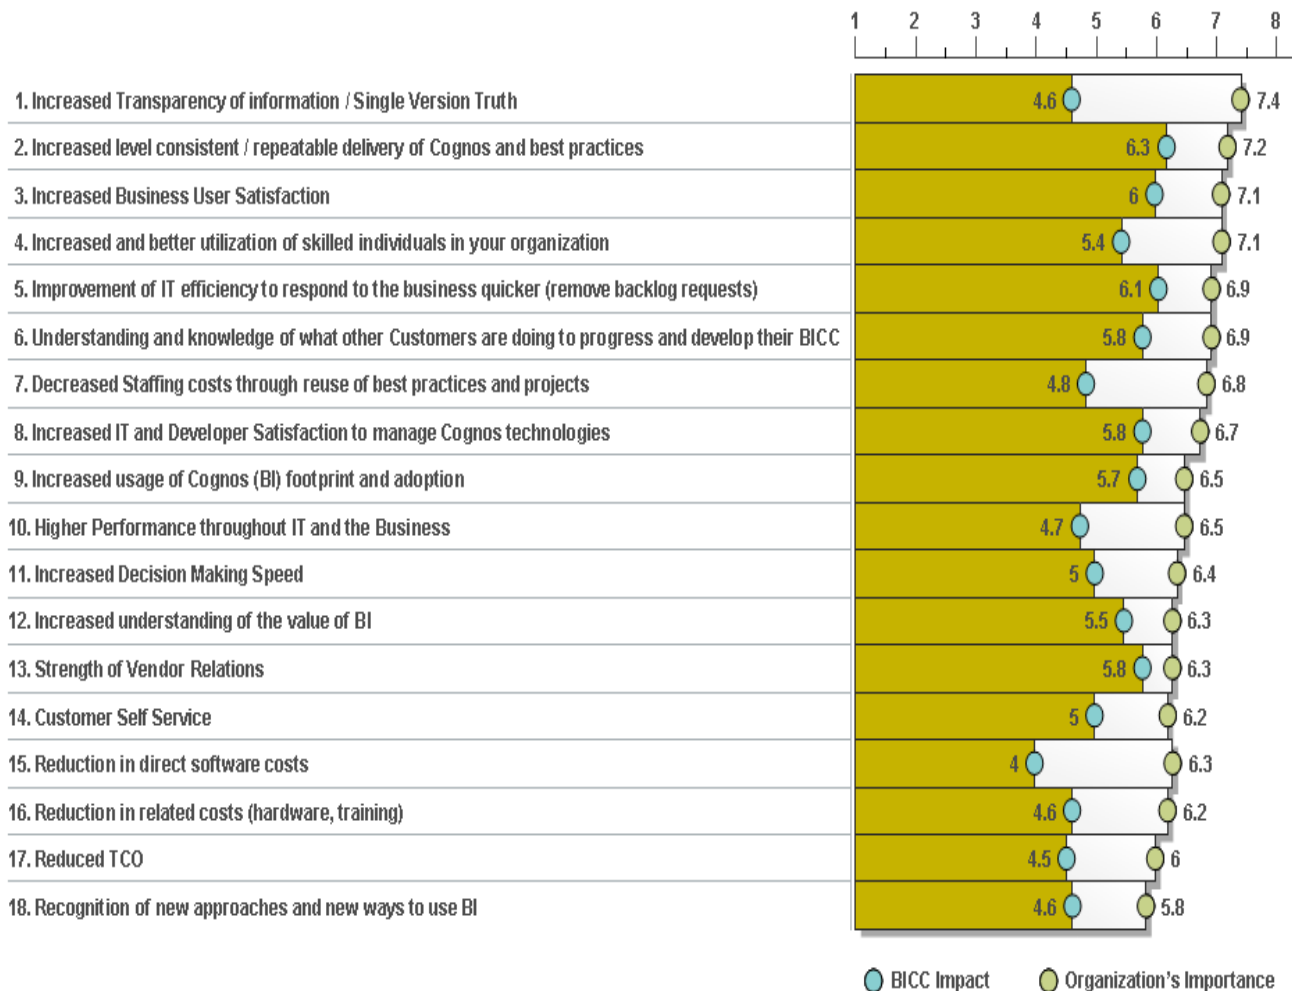 1 2 3 4 5 6 7 8
1. Increased Transparency of information / Single Version Truth 4.6 7.4
2. Increased level consistent / repeatable delivery of Cognos and best practices 6.3 7.2
3. Increased Business User Satisfaction 6 7.1
4. Increased and better utilization of skilled individuals in your organization 5.4 7.1
5. Improvement of IT efficiency to respond to the business quicker (remove backlog requests) 6.1 6.9
6. Understanding and knowledge of what other Customers are doing to progress and develop their BICC 5.8 6.9
7. Decreased Staffing costs through reuse of best practices and projects 4.8 6.8
8. Increased IT and Developer Satisfaction to manage Cognos technologies 5.8 6.7
9. Increased usage of Cognos (BI) footprint and adoption 5.7 6.5
10. Higher Performance throughout IT and the Business 4.7 6.5
11. Increased Decision Making Speed 5 6.4
12. Increased understanding of the value of BI 5.5 6.3
13. Strength of Vendor Relations 5.8 6.3
14. Customer Self Service 5 6.2
15. Reduction in direct software costs 4 6.3
16. Reduction in related costs (hardware, training) 4.6 6.2
17. Reduced TCO 4.5 6
18. Recognition of new approaches and new ways to use BI 4.6 5.8
BICC Impact Organization's Importance